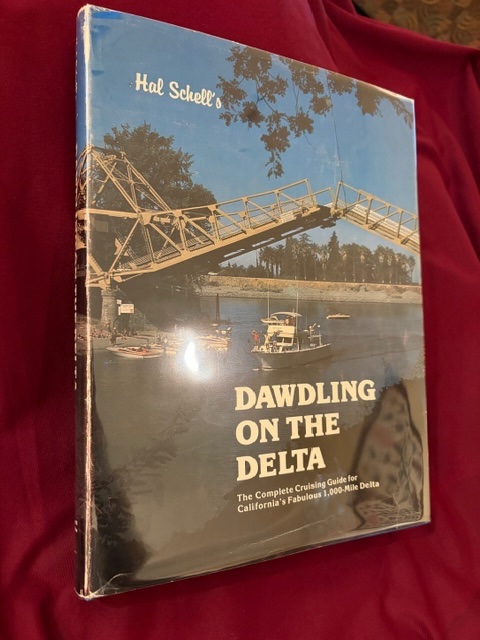 Hal Schell's
DAWDLING
ON THE
DELTA
The Complete Cruising Guide for
California's Fabulous 1,000-Mile Delta